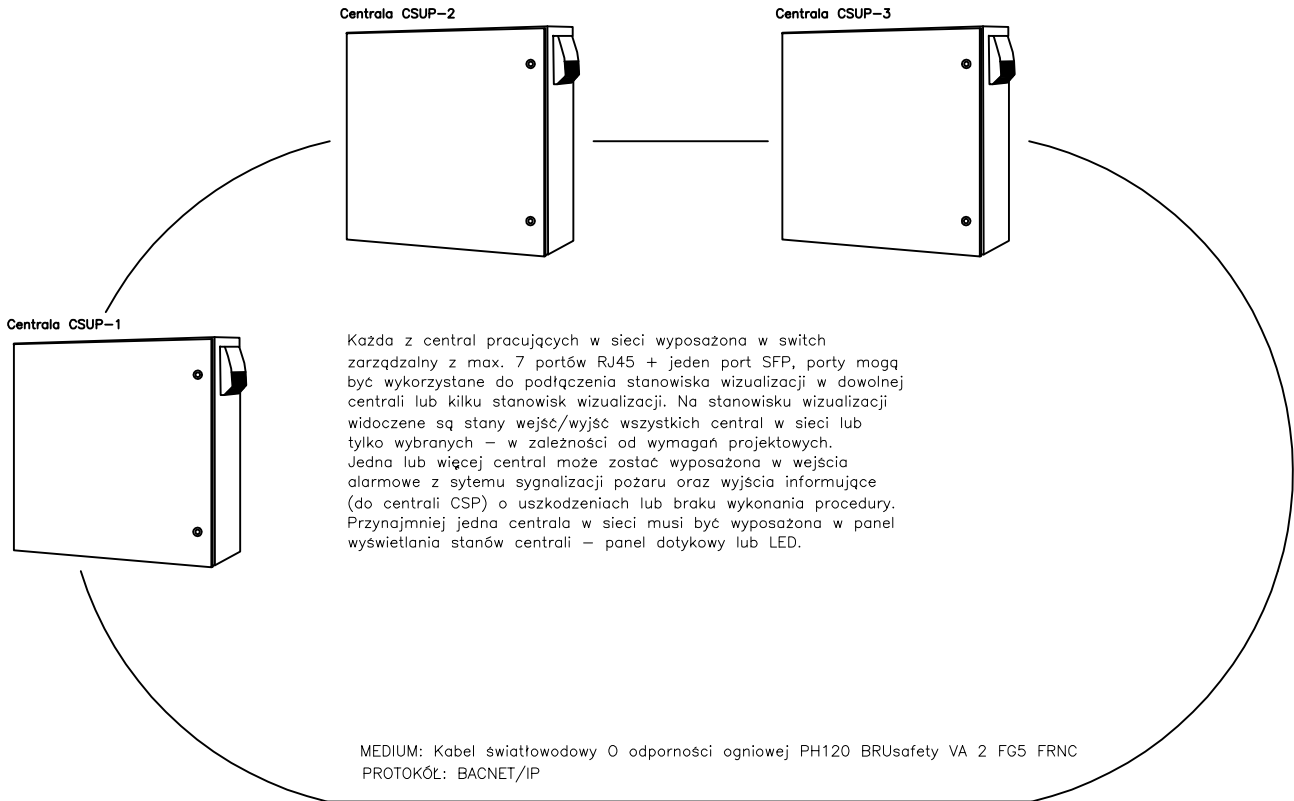 Centrala CSUP-2
Centrala CSUP-3
Centrala CSUP-1
Każda z central pracujących w sieci wyposażona w switch
zarządzalny z max. 7 portów RJ45 + jeden port SFP, porty mogą
być wykorzystane do podłączenia stanowiska wizualizacji w dowolnej
centrali lub kilku stanowisk wizualizacji. Na stanowisku wizualizacji
widoczene są stany wejść/wyjść wszystkich central w sieci lub
tylko wybranych – w zależności od wymagań projektowych.
Jedna lub więcej central może zostać wyposażona w wejścia
alarmowe z sytemu sygnalizacji pożaru oraz wyjścia informujące
(do centrali CSP) o uszkodzeniach lub braku wykonania procedury.
Przynajmniej jedna centrala w sieci musi być wyposażona w panel
wyświetlania stanów centrali – panel dotykowy lub LED.
MEDIUM: Kabel światłowodowy O odporności ogniowej PH120 BRUsafety VA 2 FG5 FRNC
PROTOKÓŁ: BACNET/IP